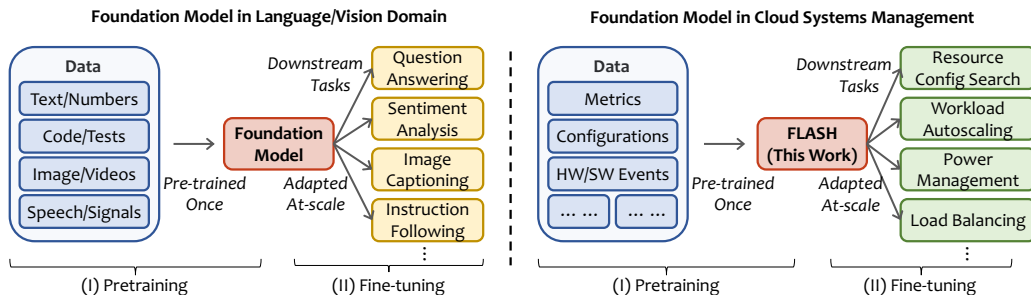 Foundation Model in Language/Vision Domain
Data
Text/Numbers
Code/Tests
Image/Videos
Speech/Signals
Pre-trained
Once
Foundation
Model
Downstream
Tasks
Adapted
At-scale
Question
Answering
Sentiment
Analysis
Image
Captioning
Instruction
Following
...
(I) Pretraining
(II) Fine-tuning
Foundation Model in Cloud Systems Management
Data
Metrics
Configurations
HW/SW Events
... ...
... ...
Pre-trained
Once
FLASH
(This Work)
Downstream
Tasks
Adapted
At-scale
Resource
Config Search
Workload
Autoscaling
Power
Management
Load Balancing
...
(I) Pretraining
(II) Fine-tuning